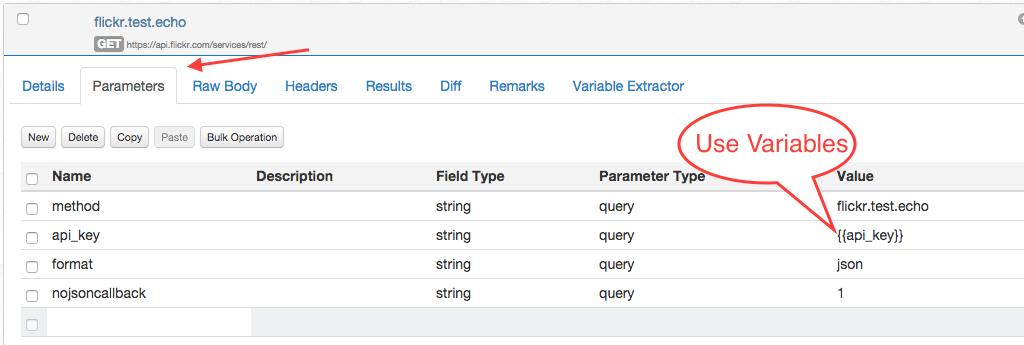 flickr.test.echo
GET https://api.flickr.com/services/rest/
Details Parameters Raw Body Headers Results Diff Remarks Variable Extractor
New Delete Copy Paste Bulk Operation
Use Variables
Name Description Field Type Parameter Type Value
method string query flickr.test.echo
api_key string query {{api_key}}
format string query json
nojsoncallback string query 1